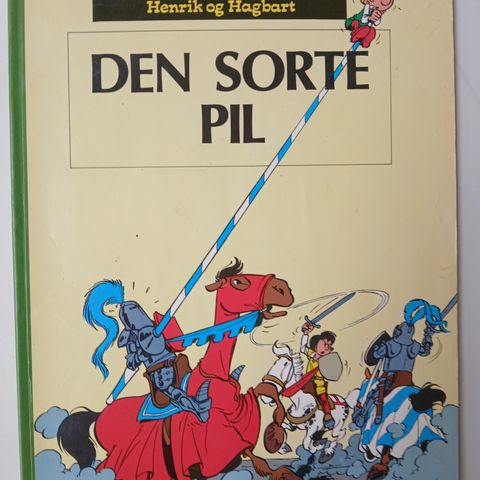 Henrik og Hagbart
DEN SORTE
PIL